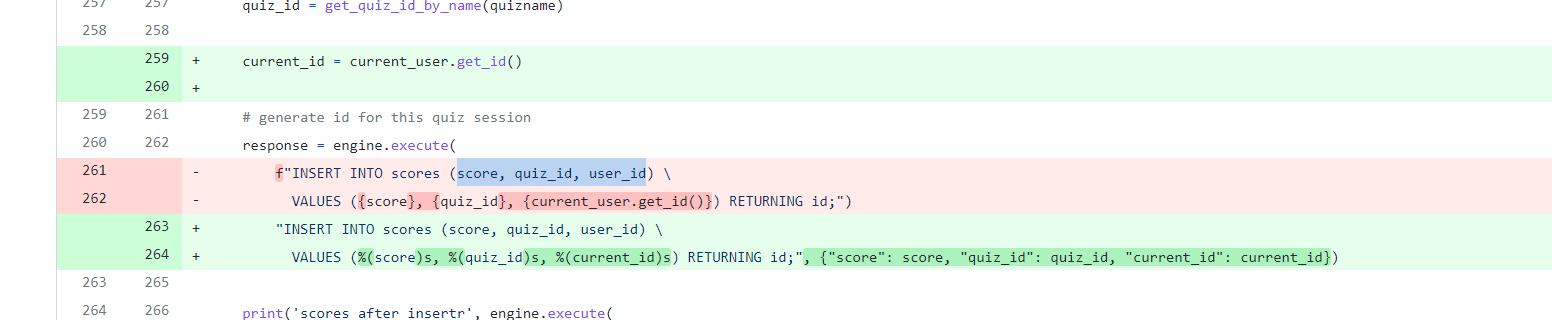 257 257 quiz_id = get_quiz_id_by_name(quizname)
258 258
259 + current_id = current_user.get_id()
260 +
259 261 # generate id for this quiz session
260 262 response = engine.execute(
261 - f"INSERT INTO scores (score, quiz_id, user_id) \
262 - VALUES ({score}, {quiz_id}, {current_user.get_id()}) RETURNING id;")
263 + "INSERT INTO scores (score, quiz_id, user_id) \
264 + VALUES (%(score)s, %(quiz_id)s, %(current_id)s) RETURNING id;", {"score": score, "quiz_id": quiz_id, "current_id": current_id})
263 265
264 266 print('scores after insertr', engine.execute(